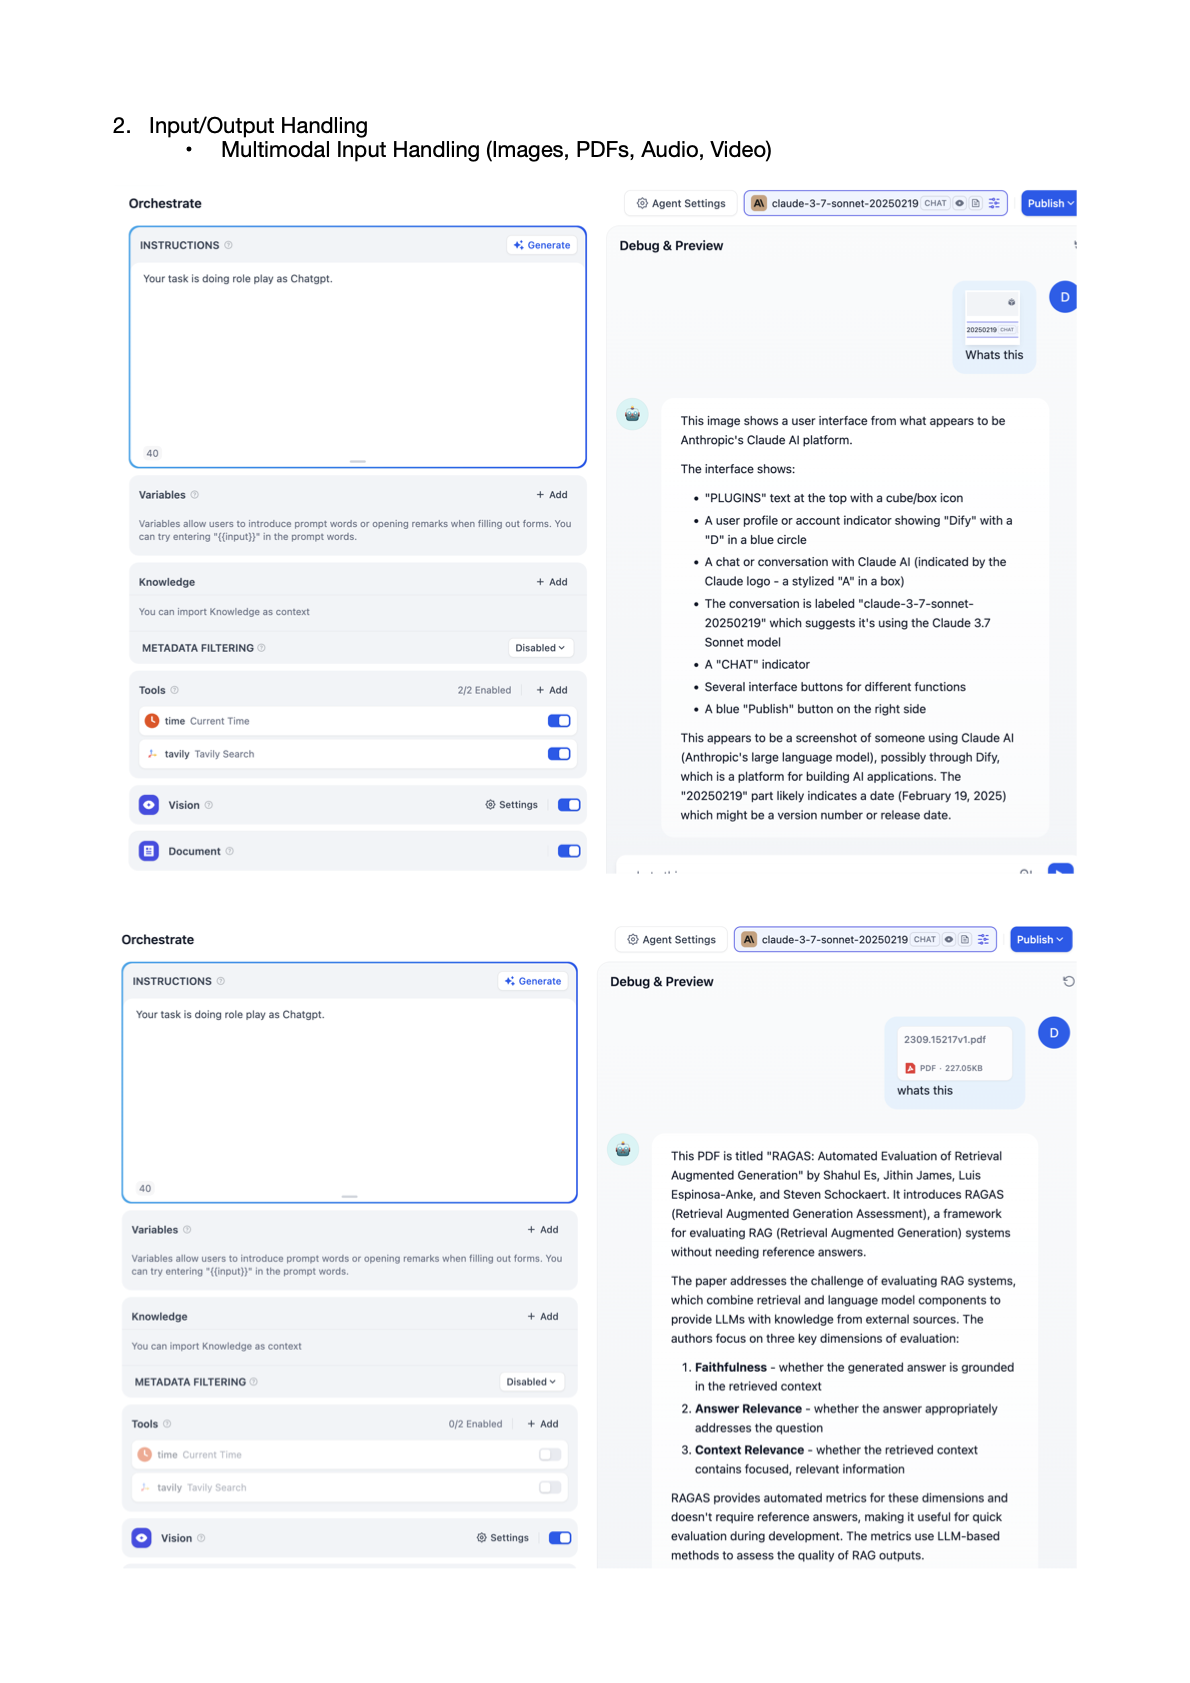 2. Input/Output Handling
• Multimodal Input Handling (Images, PDFs, Audio, Video)
Orchestrate
Agent Settings
claude-3-7-sonnet-20250219 CHAT
Publish
INSTRUCTIONS
Generate
Your task is doing role play as Chatgpt.
40
Variables
+ Add
Variables allow users to introduce prompt words or opening remarks when filling out forms. You
can try entering "{{input}}" in the prompt words.
Knowledge
+ Add
You can import Knowledge as context
METADATA FILTERING
Disabled
Tools
2/2 Enabled
+ Add
time Current Time
tavily Tavily Search
Vision
Settings
Document
Debug & Preview
D
20250219 CHAT
Whats this
This image shows a user interface from what appears to be
Anthropic's Claude AI platform.
The interface shows:
• "PLUGINS" text at the top with a cube/box icon
• A user profile or account indicator showing "Dify" with a
"D" in a blue circle
• A chat or conversation with Claude AI (indicated by the
Claude logo - a stylized "A" in a box)
• The conversation is labeled "claude-3-7-sonnet-
20250219" which suggests it's using the Claude 3.7
Sonnet model
• A "CHAT" indicator
• Several interface buttons for different functions
• A blue "Publish" button on the right side
This appears to be a screenshot of someone using Claude AI
(Anthropic's large language model), possibly through Dify,
which is a platform for building AI applications. The
"20250219" part likely indicates a date (February 19, 2025)
which might be a version number or release date.
Orchestrate
Agent Settings
claude-3-7-sonnet-20250219 CHAT
Publish
INSTRUCTIONS
Generate
Your task is doing role play as Chatgpt.
40
Variables
+ Add
Variables allow users to introduce prompt words or opening remarks when filling out forms. You
can try entering "{{input}}" in the prompt words.
Knowledge
+ Add
You can import Knowledge as context
METADATA FILTERING
Disabled
Tools
0/2 Enabled
+ Add
time Current Time
tavily Tavily Search
Vision
Settings
Debug & Preview
D
2309.15217v1.pdf
PDF · 227.05KB
whats this
This PDF is titled "RAGAS: Automated Evaluation of Retrieval
Augmented Generation" by Shahul Es, Jithin James, Luis
Espinosa-Anke, and Steven Schockaert. It introduces RAGAS
(Retrieval Augmented Generation Assessment), a framework
for evaluating RAG (Retrieval Augmented Generation) systems
without needing reference answers.
The paper addresses the challenge of evaluating RAG systems,
which combine retrieval and language model components to
provide LLMs with knowledge from external sources. The
authors focus on three key dimensions of evaluation:
1. Faithfulness - whether the generated answer is grounded
in the retrieved context
2. Answer Relevance - whether the answer appropriately
addresses the question
3. Context Relevance - whether the retrieved context
contains focused, relevant information
RAGAS provides automated metrics for these dimensions and
doesn't require reference answers, making it useful for quick
evaluation during development. The metrics use LLM-based
methods to assess the quality of RAG outputs.